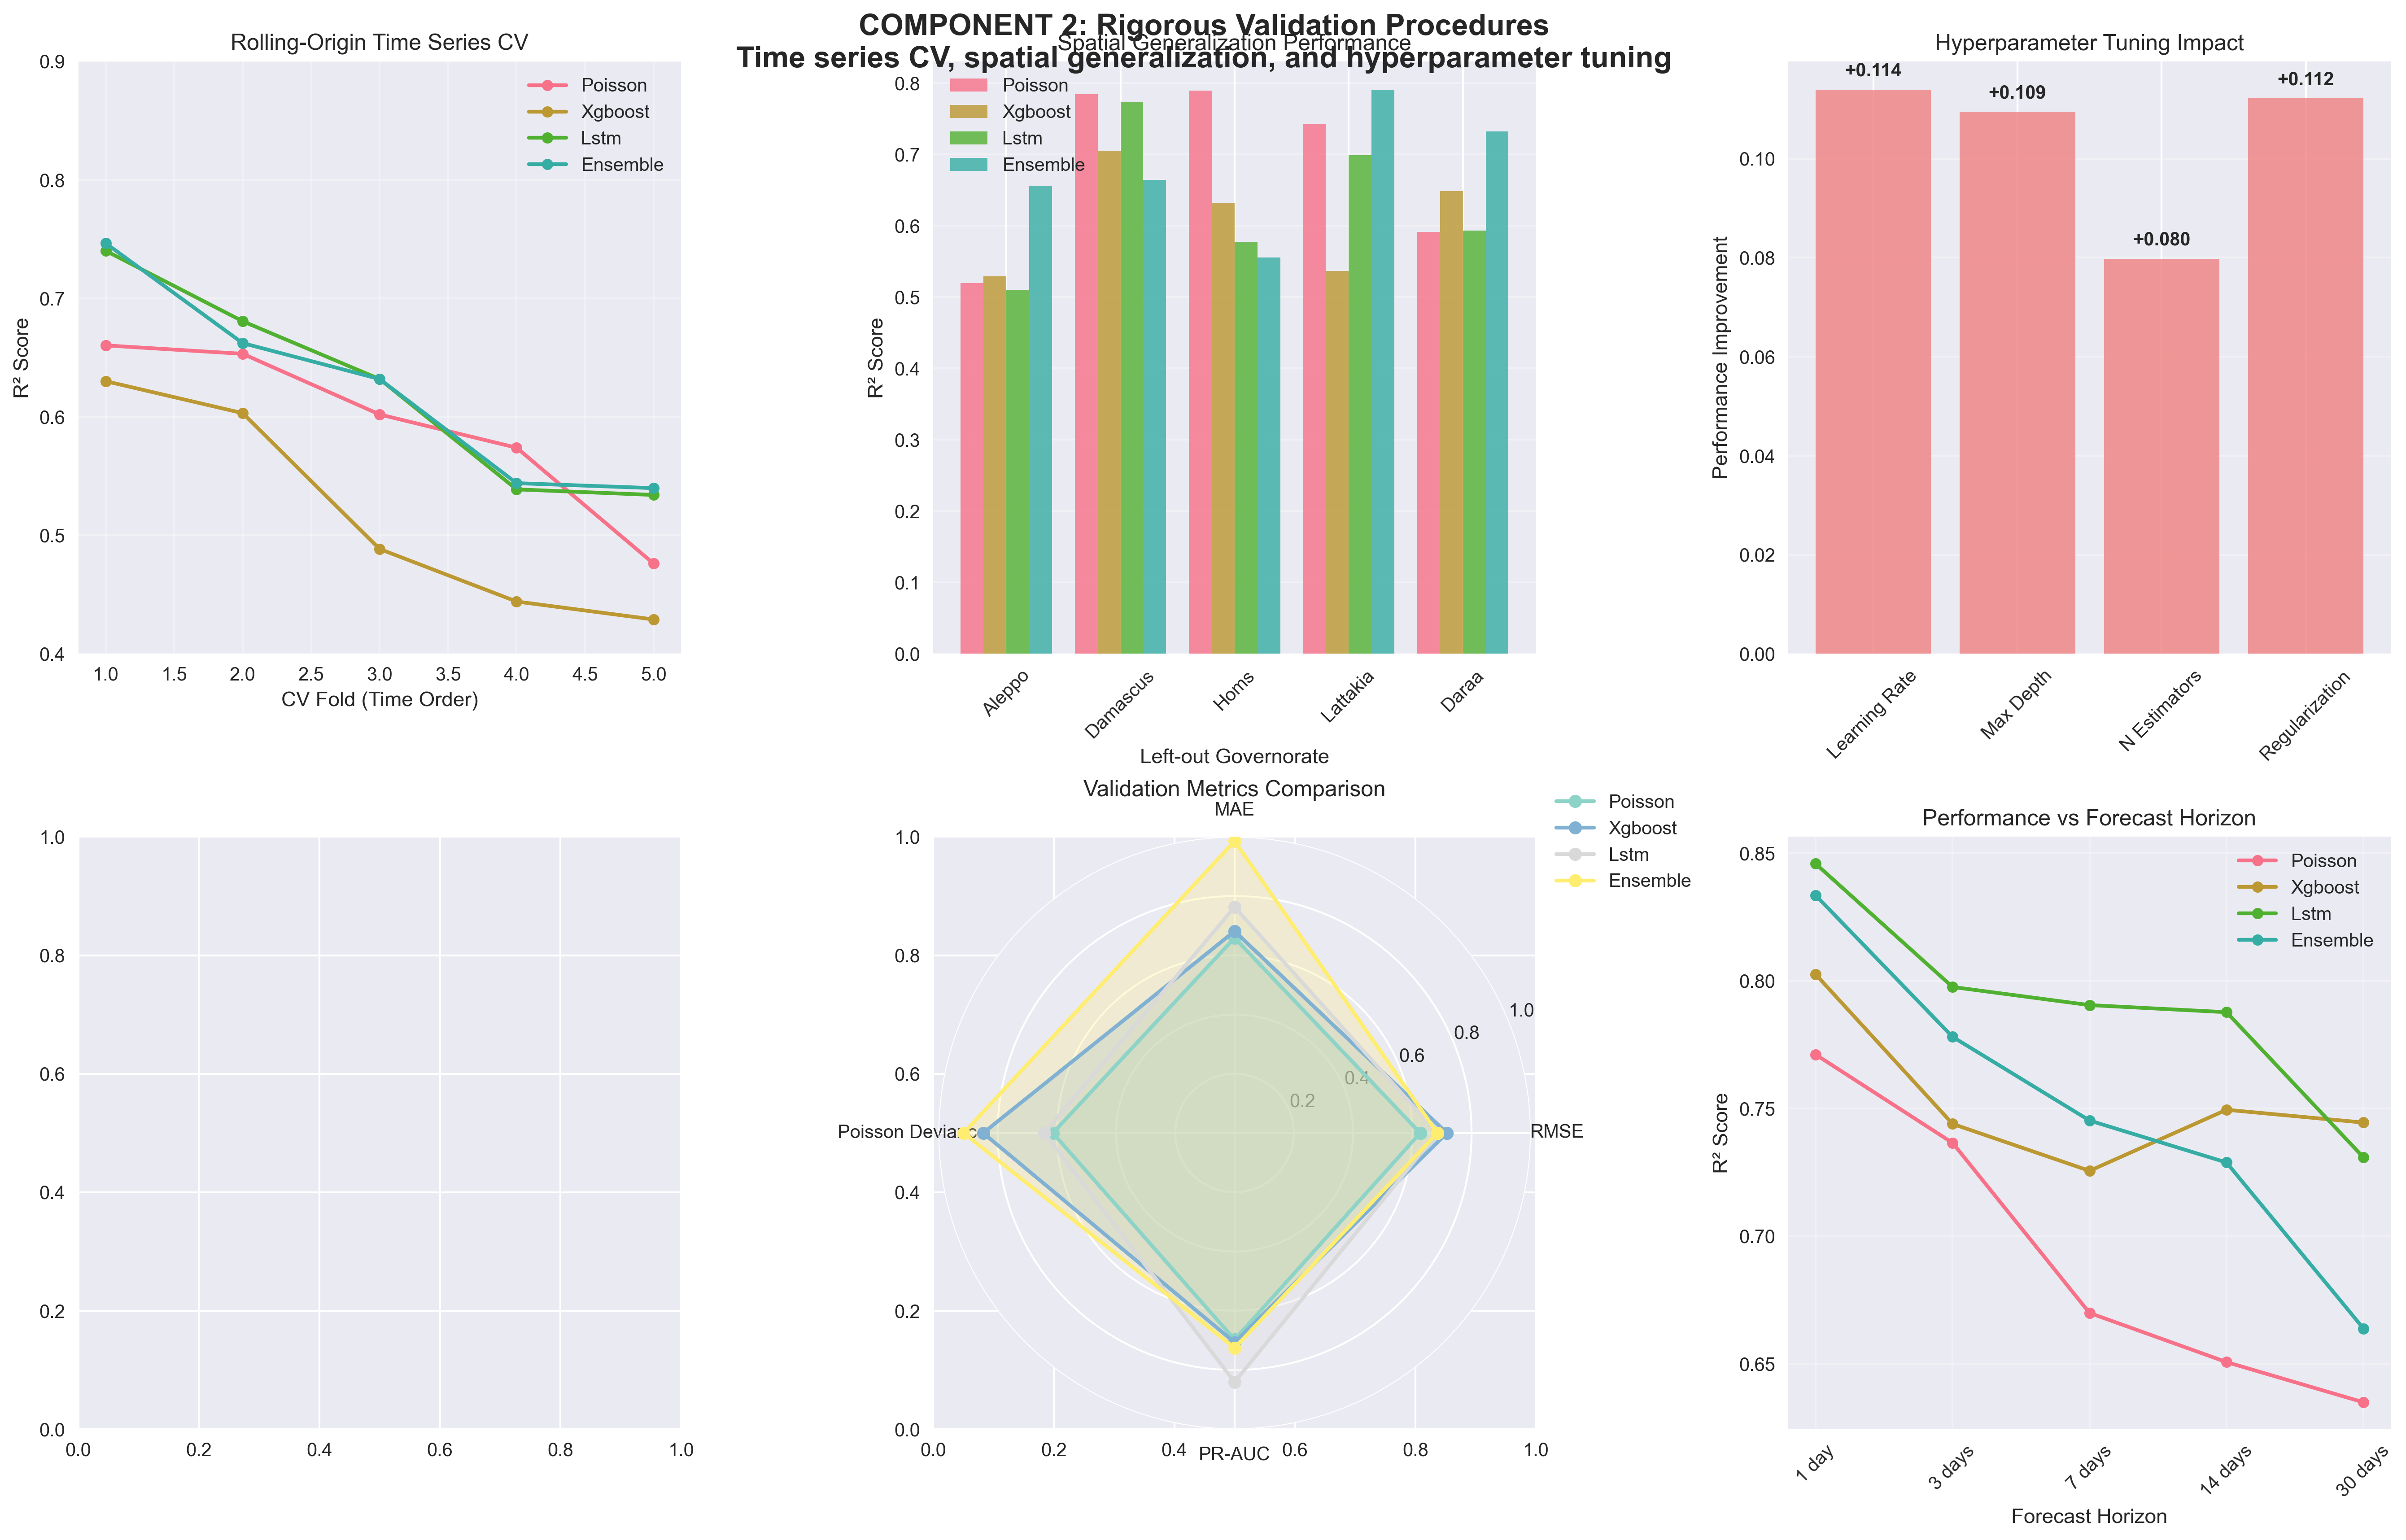 COMPONENT 2: Rigorous Validation Procedures
Time series CV, spatial generalization, and hyperparameter tuning
Rolling-Origin Time Series CV
R² Score
0.9
0.8
0.7
0.6
0.5
0.4
Poisson
Xgboost
Lstm
Ensemble
1.0 1.5 2.0 2.5 3.0 3.5 4.0 4.5 5.0
CV Fold (Time Order)
Spatial Generalization Performance
R² Score
0.8
0.7
0.6
0.5
0.4
0.3
0.2
0.1
0.0
Poisson
Xgboost
Lstm
Ensemble
Aleppo
Damascus
Homs
Lattakia
Daraa
Left-out Governorate
Hyperparameter Tuning Impact
Performance Improvement
0.10
0.08
0.06
0.04
0.02
0.00
+0.114
+0.109
+0.080
+0.112
Learning Rate
Max Depth
N Estimators
Regularization
1.0
0.8
0.6
0.4
0.2
0.0
0.0 0.2 0.4 0.6 0.8 1.0
Validation Metrics Comparison
MAE
Poisson
Xgboost
Lstm
Ensemble
1.0
0.8
0.6
0.4
0.2
0.0
1.0
0.8
0.6
0.4
0.2
RMSE
PR-AUC
0.0 0.2 0.4 0.6 0.8 1.0
Performance vs Forecast Horizon
R² Score
0.85
0.80
0.75
0.70
0.65
Poisson
Xgboost
Lstm
Ensemble
1 day
3 days
7 days
14 days
30 days
Forecast Horizon
Poisson Deviance